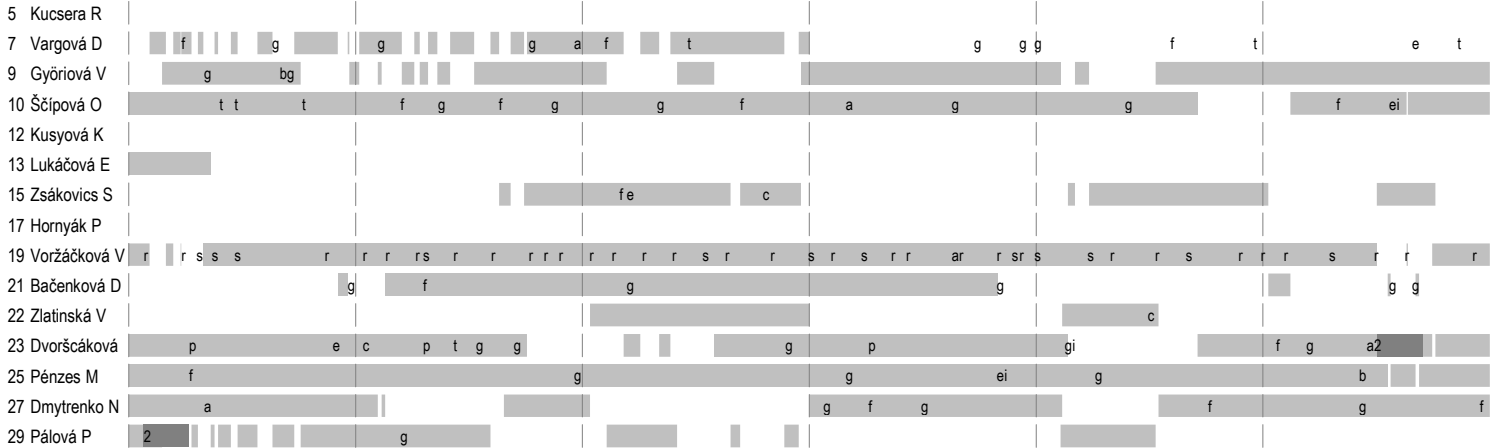 5 Kucsera R
7 Vargová D f g g g a f t g g g f t e t
9 Györiová V g bg
10 Ščípová O t t t f g f g g f a g g f ei
12 Kusyová K
13 Lukáčová E
15 Zsákovics S f e c
17 Hornyák P
19 Voržáčková V r r s s s r r r rs r r r r r r r r s r r s r s r r ar r sr s s r r s r r r s r r r
21 Bačenková D g f g g g g
22 Zlatinská V c
23 Dvoršcáková p e c p t g g g p gi f g a2
25 Pénzes M f g g ei g b
27 Dmytrenko N a g f g f g f
29 Pálová P 2 g